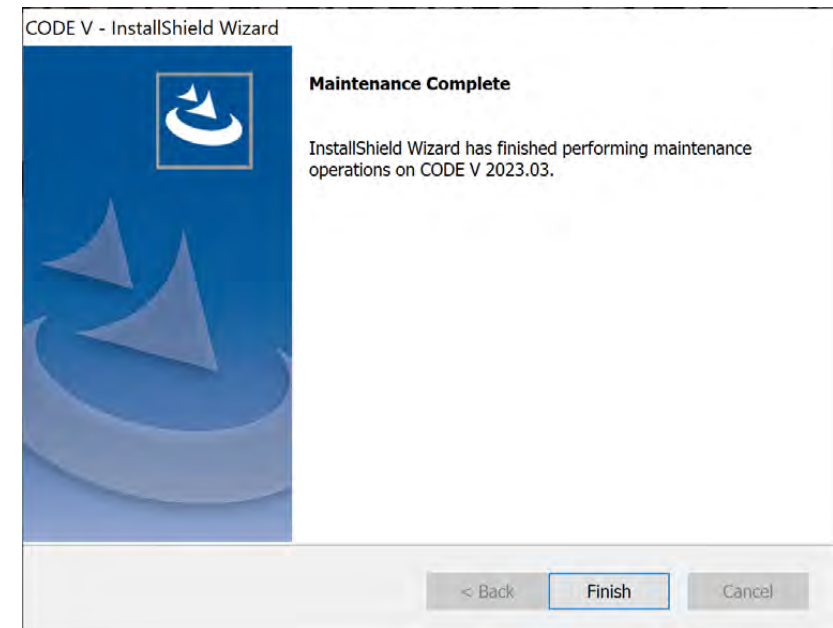 CODE V - InstallShield Wizard
Maintenance Complete
InstallShield Wizard has finished performing maintenance
operations on CODE V 2023.03.
< Back
Finish
Cancel